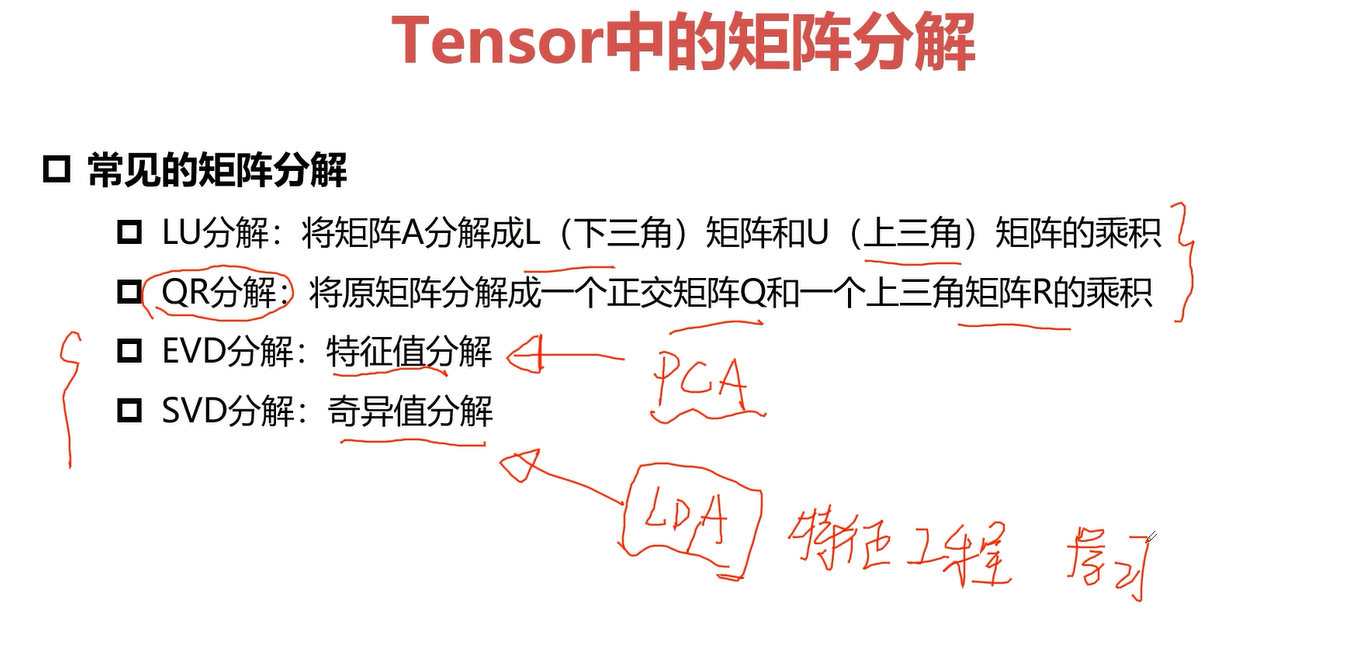 Tensor中的矩阵分解
常见的矩阵分解
LU分解：将矩阵A分解成L（下三角）矩阵和U（上三角）矩阵的乘积
QR分解：将原矩阵分解成一个正交矩阵Q和一个上三角矩阵R的乘积
EVD分解：特征值分解
PCA
SVD分解：奇异值分解
LDA 特征工程 学习